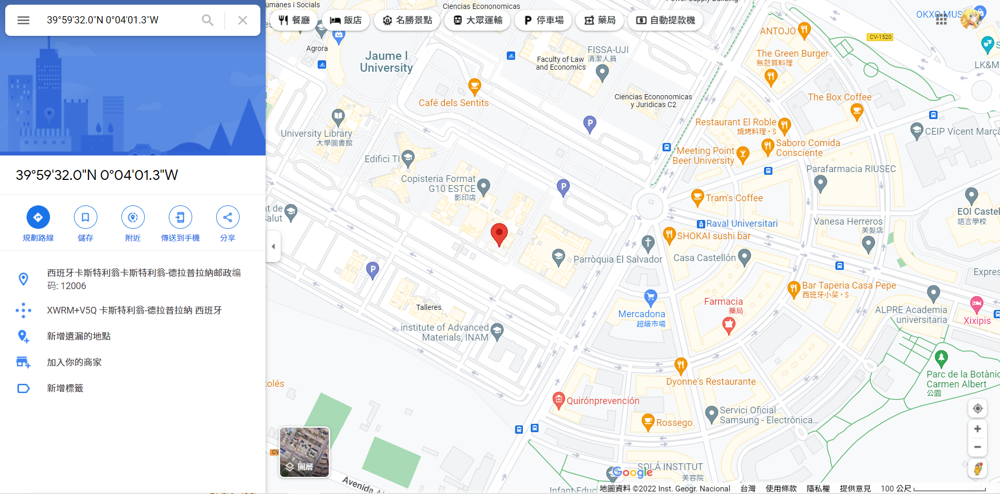 39°59'32.0"N 0°04'01.3"W
39°59'32.0"N 0°04'01.3"W
規劃路線
儲存
附近
傳送到手機
分享
西班牙卡斯特利翁卡斯特利翁-德拉普拉納邮政编
码: 12006
XWRM+V5Q 卡斯特利翁-德拉普拉納 西班牙
新增遺漏的地點
加入你的商家
新增標籤
餐廳
飯店
名勝景點
大眾運輸
停車場
藥局
自動提款機
umanes i Socials
Ciencias Econonomicas
Power Supply Building
OKXO MUS
Agrora
Jaume I
University
Faculty of Law
and Economics
FISSA-UJI
清潔人員
ANTOJO
CV-1520
The Green Burger
無麩質料理
LK&M
Café dels Sentits
Ciencias Econonomicas
y Juridicas C2
The Box Coffee
University Library
大學圖書館
Restaurant El Roble
燒烤料理 • $
CEIP Vicent Març
Saboro Comida
Consciente
Meeting Point
Beer University
Edifici TI
P
Parafarmacia RIUSEC
Copisteria Format
G10 ESTCE
影印店
P
Tram's Coffee
EOI Castel
語言學校
t de
alut
Raval Universitari
Vanesa Herreros
美髮店
SHOKAI sushi bar
Parròquia El Salvador
Casa Castellón
P
Expres
Bar Taperia Casa Pepe
西班牙小菜 • $
Talleres
Mercadona
超級市場
Farmacia
藥局
ALPRE Academia
universitaria
Xixipis
institute of Advanced
Materials, INAM
tolés
Dyonne's Restaurante
Parc de la Botànic
Carmen Albert
公園
Quirónprevención
Servici Oficial
Samsung - Electrònica...
Rossego
CV
圖層
SOLÁ INSTITUT
美容院
Google
Avenida
Infant Educ
地圖資料 ©2022 Inst. Geogr. Nacional
台灣
使用條款
隱私權
提供意見
100 公尺